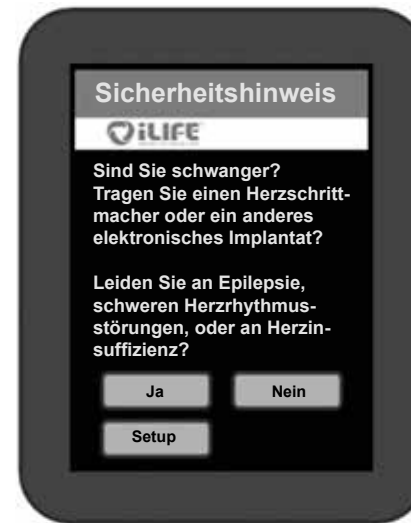 Sicherheitshinweis
iLIFE
Sind Sie schwanger?
Tragen Sie einen Herzschritt-
macher oder ein anderes
elektronisches Implantat?
Leiden Sie an Epilepsie,
schweren Herzrhythmus-
störungen, oder an Herzin-
suffizienz?
Ja Nein
Setup